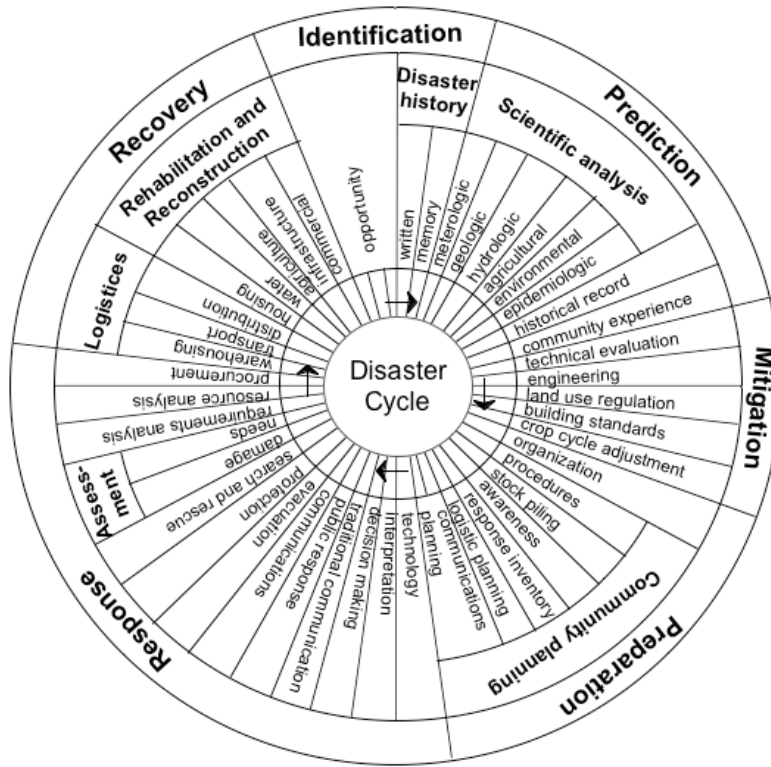 Identification
Prediction
Mitigation
Preparation
Response
Recovery
Disaster
history
Scientific analysis
Community planning
Assess-
ment
Logistices
Rehabilitation and
Reconstruction
opportunity
written
memory
meterologic
geologic
hydrologic
agricultural
environmental
epidemiologic
historical record
community experience
technical evaluation
engineering
land use regulation
building standards
crop cycle adjustment
organization
procedures
stock piling
awareness
response inventory
logistic planning
communications
planning
technology
interpretation
decision making
traditional communication
public response
communications
evacuation
protection
search and rescue
damage
needs
requirements analysis
resource analysis
procurement
warehousing
transport
distribution
housing
water
agriculture
infrastructure
commercial
Disaster
Cycle